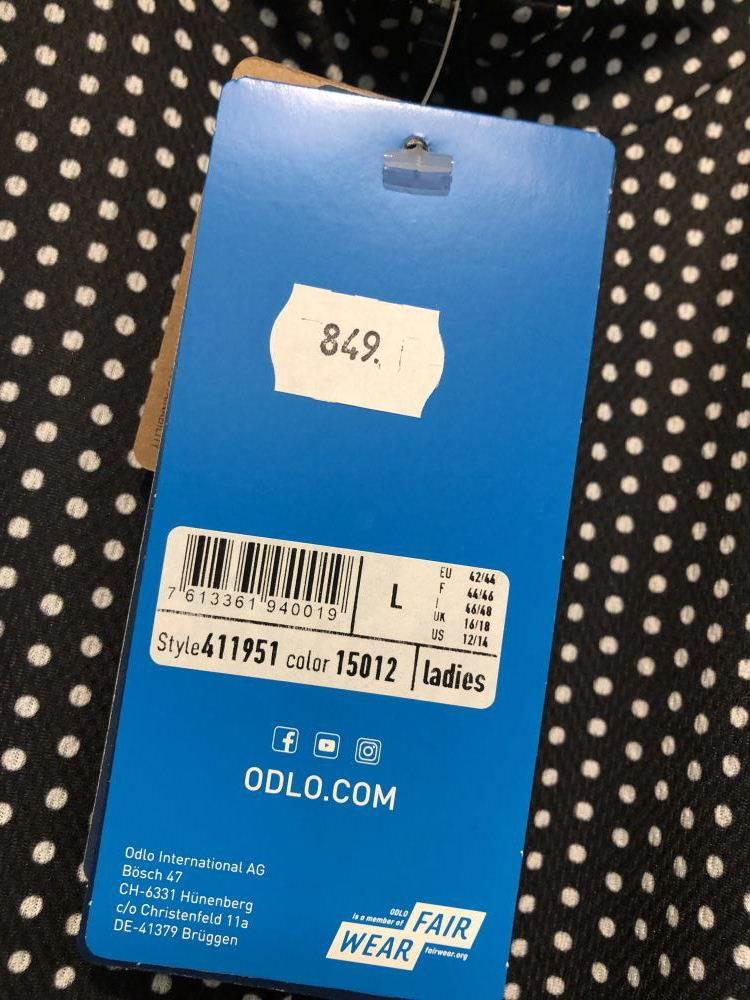 849.
7 613361 940019
L
EU 42/44
F 44/46
I 46/48
UK 16/18
US 12/14
Style 411951 color 15012
ladies
ODLO.COM
Odlo International AG
Bösch 47
CH-6331 Hünenberg
c/o Christenfeld 11a
DE-41379 Brüggen
ODLO
is a member of
FAIR
WEAR
fairwear.org